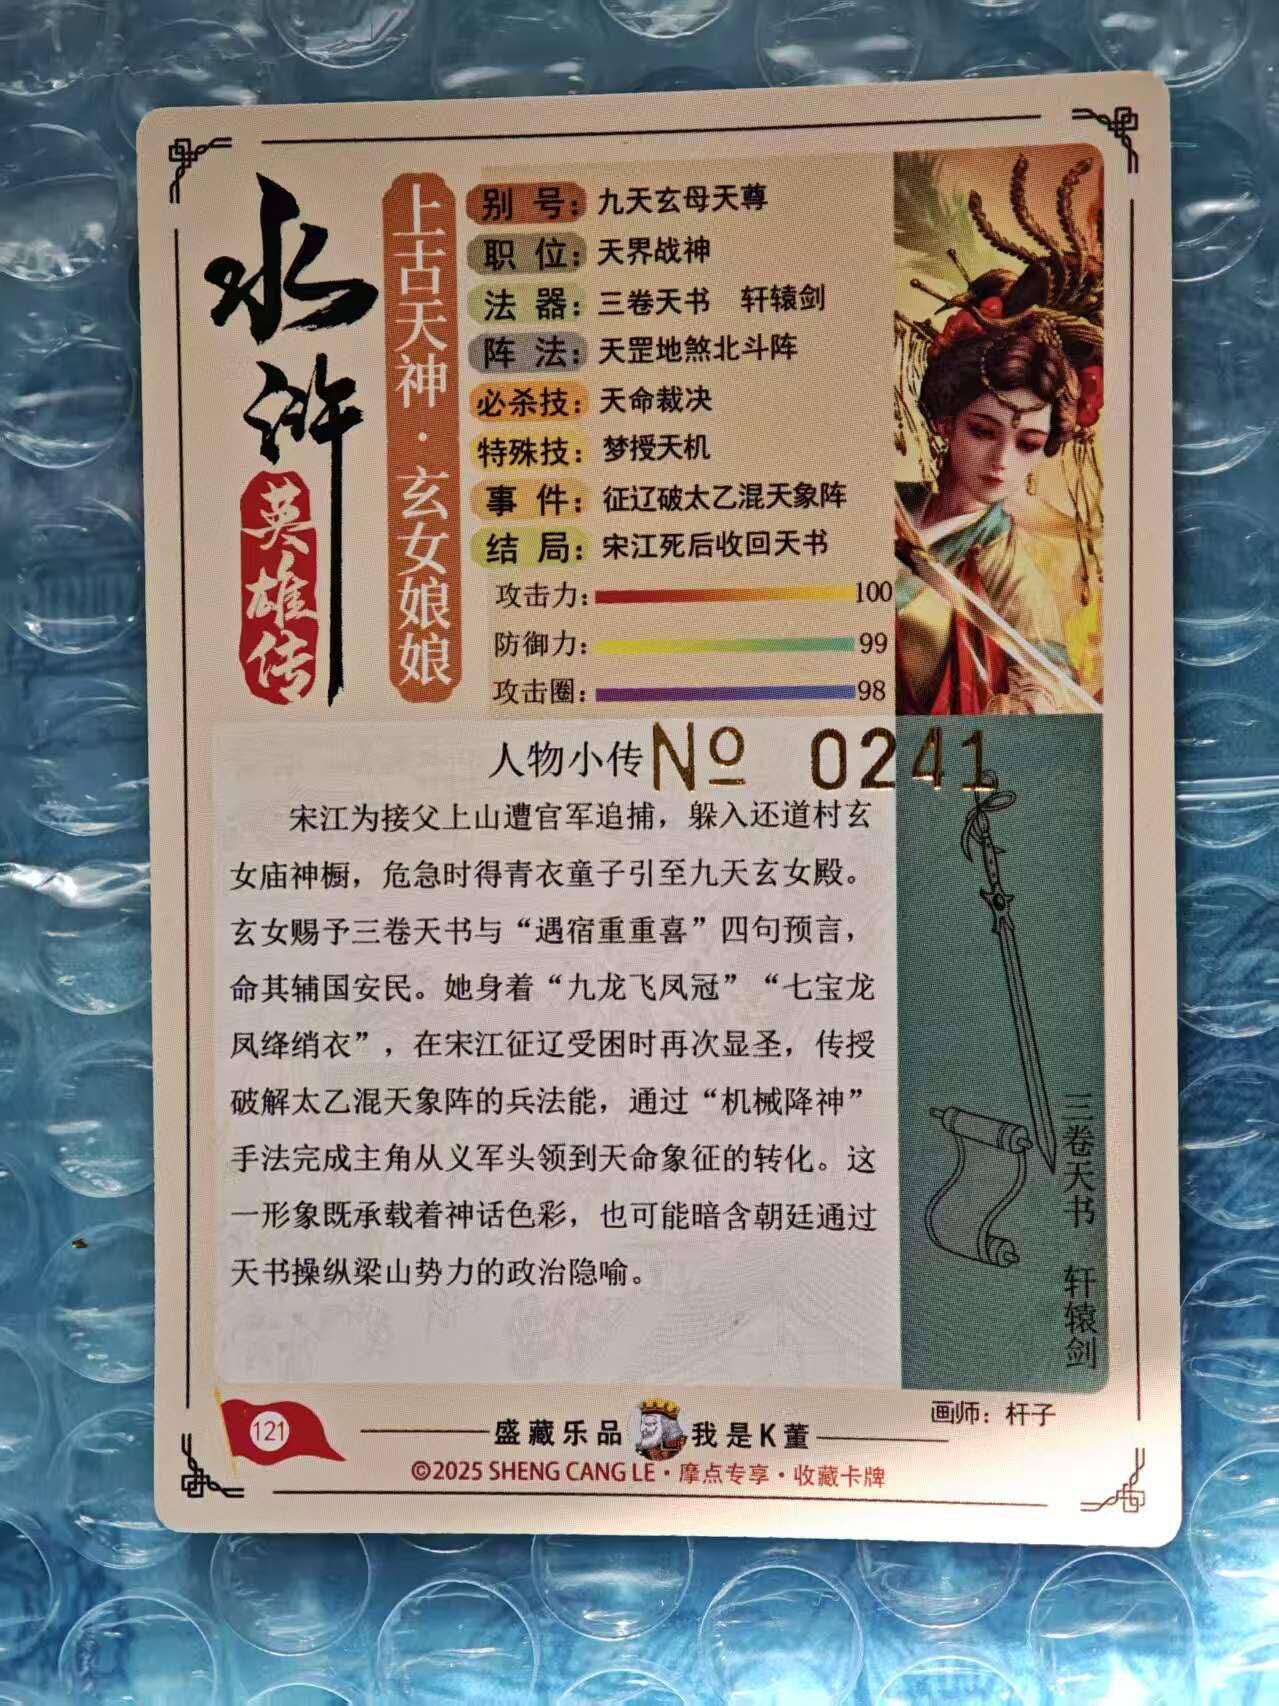 水浒
英雄传
上古天神·玄女娘娘
别号：九天玄母天尊
职位：天界战神
法器：三卷天书 轩辕剑
阵法：天罡地煞北斗阵
必杀技：天命裁决
特殊技：梦授天机
事件：征辽破太乙混天象阵
结局：宋江死后收回天书
攻击力：100
防御力：99
攻击圈：98
人物小传
№ 0241
宋江为接父上山遭官军追捕，躲入还道村玄
女庙神橱，危急时得青衣童子引至九天玄女殿。
玄女赐予三卷天书与“遇宿重重喜”四句预言，
命其辅国安民。她身着“九龙飞凤冠”“七宝龙
凤绛绡衣”，在宋江征辽受困时再次显圣，传授
破解太乙混天象阵的兵法能，通过“机械降神”
手法完成主角从义军头领到天命象征的转化。这
一形象既承载着神话色彩，也可能暗含朝廷通过
天书操纵梁山势力的政治隐喻。
三卷天书 轩辕剑
画师：杆子
121
盛藏乐品 我是K董
©2025 SHENG CANG LE·摩点专享·收藏卡牌